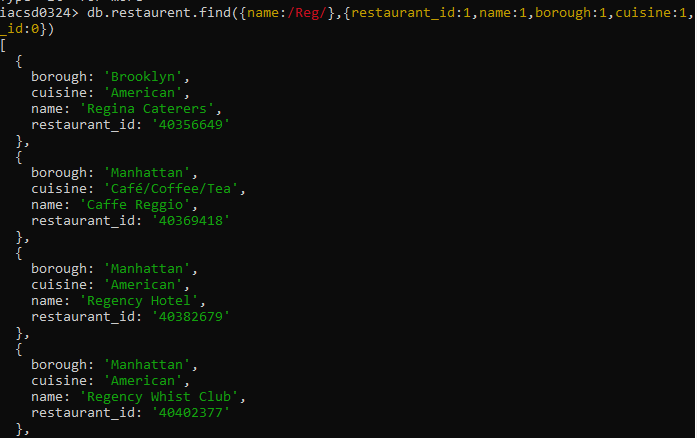 iacsd0324> db.restaurent.find({name:/Reg/},{restaurant_id:1,name:1,borough:1,cuisine:1,
_id:0})
[
  {
    borough: 'Brooklyn',
    cuisine: 'American',
    name: 'Regina Caterers',
    restaurant_id: '40356649'
  },
  {
    borough: 'Manhattan',
    cuisine: 'Café/Coffee/Tea',
    name: 'Caffe Reggio',
    restaurant_id: '40369418'
  },
  {
    borough: 'Manhattan',
    cuisine: 'American',
    name: 'Regency Hotel',
    restaurant_id: '40382679'
  },
  {
    borough: 'Manhattan',
    cuisine: 'American',
    name: 'Regency Whist Club',
    restaurant_id: '40402377'
  },